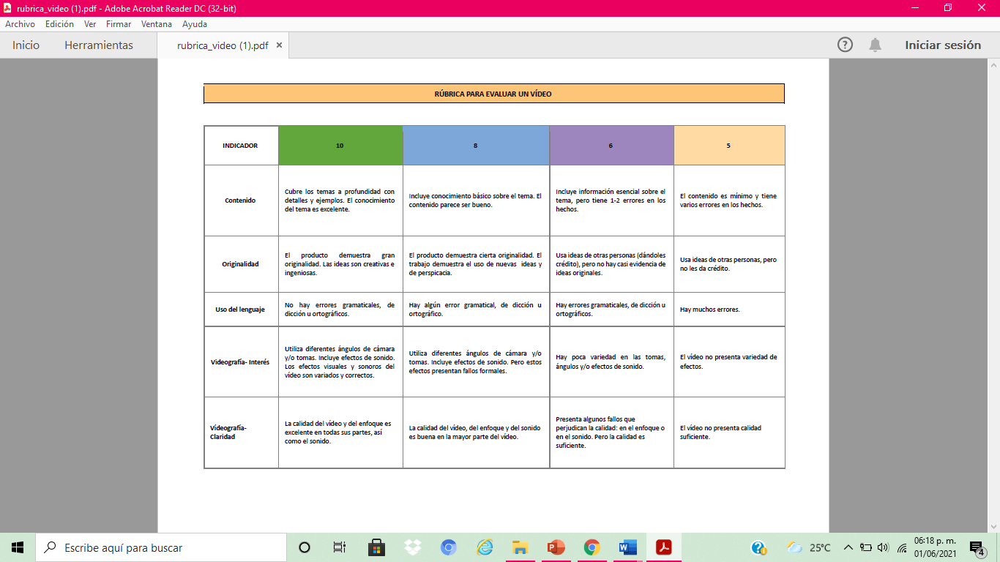 rubrica_video (1).pdf - Adobe Acrobat Reader DC (32-bit)
Archivo Edición Ver Firmar Ventana Ayuda
Inicio Herramientas rubrica_video (1).pdf Iniciar sesión
RÚBRICA PARA EVALUAR UN VÍDEO
INDICADOR 10 8 6 5
Contenido
Cubre los temas a profundidad con
detalles y ejemplos. El conocimiento
del tema es excelente.
Incluye conocimiento básico sobre el tema. El
contenido parece ser bueno.
Incluye información esencial sobre el
tema, pero tiene 1-2 errores en los
hechos.
El contenido es mínimo y tiene
varios errores en los hechos.
Originalidad
El producto demuestra gran
originalidad. Las ideas son creativas e
ingeniosas.
El producto demuestra cierta originalidad. El
trabajo demuestra el uso de nuevas ideas y
de perspicacia.
Usa ideas de otras personas (dándoles
crédito), pero no hay casi evidencia de
ideas originales.
Usa ideas de otras personas, pero
no les da crédito.
Uso del lenguaje
No hay errores gramaticales, de
dicción u ortográficos.
Hay algún error gramatical, de dicción u
ortográfico.
Hay errores gramaticales, de dicción u
ortográficos.
Hay muchos errores.
Videografía- Interés
Utiliza diferentes ángulos de cámara
y/o tomas. Incluye efectos de sonido.
Los efectos visuales y sonoros del
vídeo son variados y correctos.
Utiliza diferentes ángulos de cámara y/o
tomas. Incluye efectos de sonido. Pero estos
efectos presentan fallos formales.
Hay poca variedad en las tomas,
ángulos y/o efectos de sonido.
El vídeo no presenta variedad de
efectos.
Vídeografía-
Claridad
La calidad del vídeo y del enfoque es
excelente en todas sus partes, así
como el sonido.
La calidad del vídeo, del enfoque y del sonido
es buena en la mayor parte del vídeo.
Presenta algunos fallos que
perjudican la calidad: en el enfoque o
en el sonido. Pero la calidad es
suficiente.
El vídeo no presenta calidad
suficiente.
Escribe aquí para buscar
25°C
06:18 p. m.
01/06/2021
4